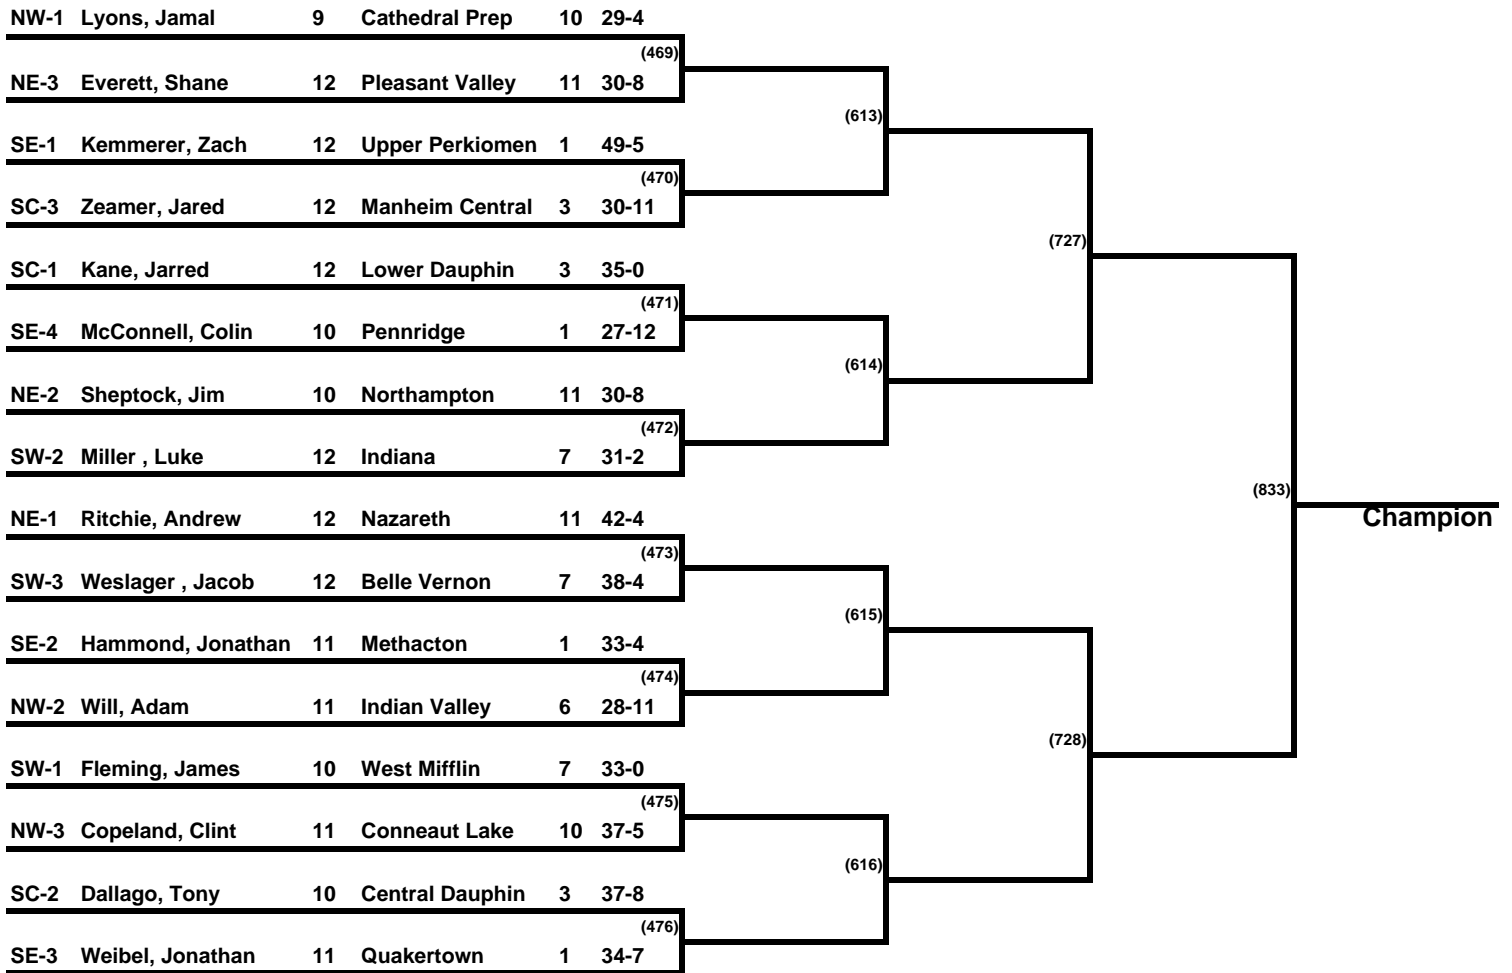 NW-1 Lyons, Jamal 9 Cathedral Prep 10 29-4
(469)
NE-3 Everett, Shane 12 Pleasant Valley 11 30-8
(613)
SE-1 Kemmerer, Zach 12 Upper Perkiomen 1 49-5
(470)
SC-3 Zeamer, Jared 12 Manheim Central 3 30-11
(727)
SC-1 Kane, Jarred 12 Lower Dauphin 3 35-0
(471)
SE-4 McConnell, Colin 10 Pennridge 1 27-12
(614)
NE-2 Sheptock, Jim 10 Northampton 11 30-8
(472)
SW-2 Miller , Luke 12 Indiana 7 31-2
(833)
Champion
NE-1 Ritchie, Andrew 12 Nazareth 11 42-4
(473)
SW-3 Weslager , Jacob 12 Belle Vernon 7 38-4
(615)
SE-2 Hammond, Jonathan 11 Methacton 1 33-4
(474)
NW-2 Will, Adam 11 Indian Valley 6 28-11
(728)
SW-1 Fleming, James 10 West Mifflin 7 33-0
(475)
NW-3 Copeland, Clint 11 Conneaut Lake 10 37-5
(616)
SC-2 Dallago, Tony 10 Central Dauphin 3 37-8
(476)
SE-3 Weibel, Jonathan 11 Quakertown 1 34-7